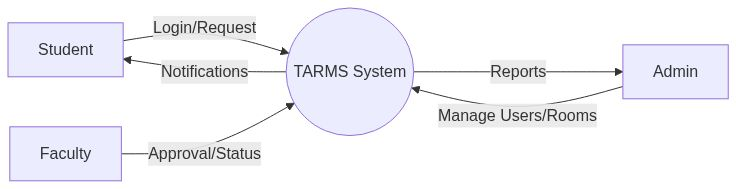 Login/Request
Student
Notifications
TARMS System
Reports
Admin
Manage Users/Rooms
Faculty
Approval/Status